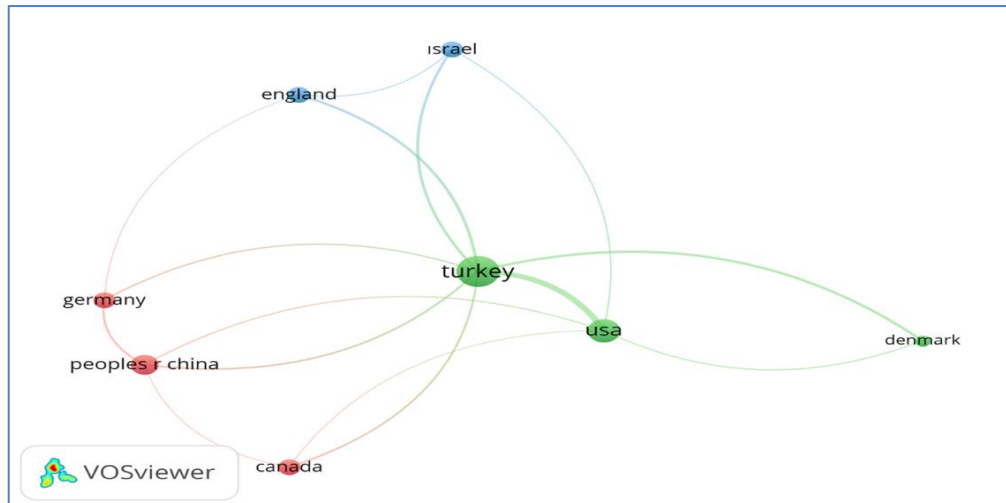 ısrael
england
turkey
germany
usa
denmark
peoples r china
canada
VOSviewer